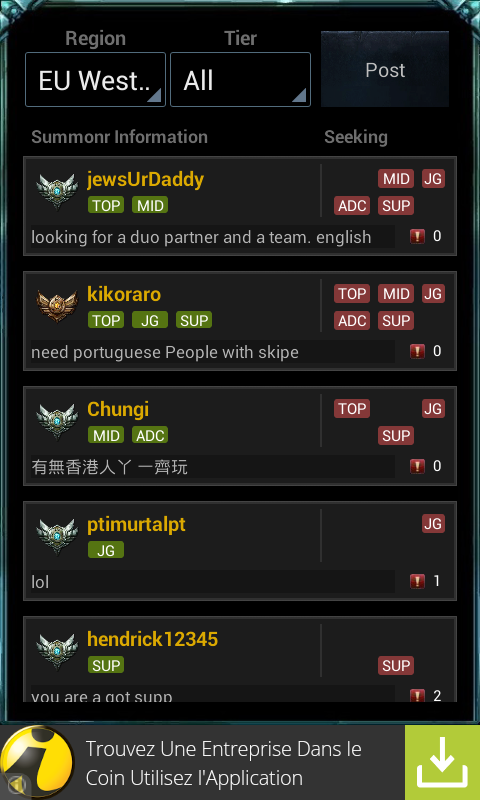 Region Tier
EU West.. All Post
Summonr Information Seeking
jewsUrDaddy MID JG
TOP MID ADC SUP
looking for a duo partner and a team. english 0
kikoraro TOP MID JG
TOP JG SUP ADC SUP
need portuguese People with skipe 0
Chungi TOP JG
MID ADC SUP
有無香港人丫 一齊玩 0
ptimurtalpt JG
JG
lol 1
hendrick12345
SUP SUP
you are a got supp 2
Trouvez Une Entreprise Dans le
Coin Utilisez l'Application